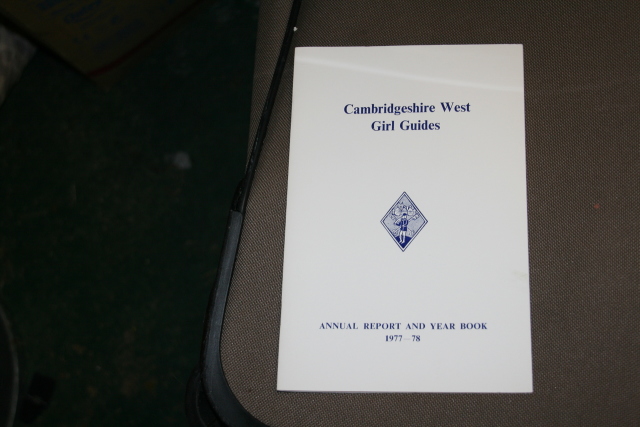 Cambridgeshire West
Girl Guides
ANNUAL REPORT AND YEAR BOOK
1977—78